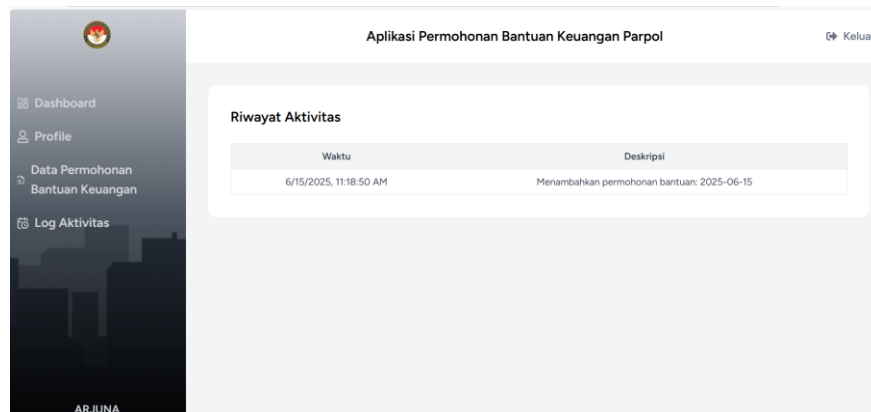 Aplikasi Permohonan Bantuan Keuangan Parpol
Kelua
Dashboard
Profile
Data Permohonan
Bantuan Keuangan
Log Aktivitas
ARJUNA
Riwayat Aktivitas
Waktu Deskripsi
6/15/2025, 11:18:50 AM Menambahkan permohonan bantuan: 2025-06-15